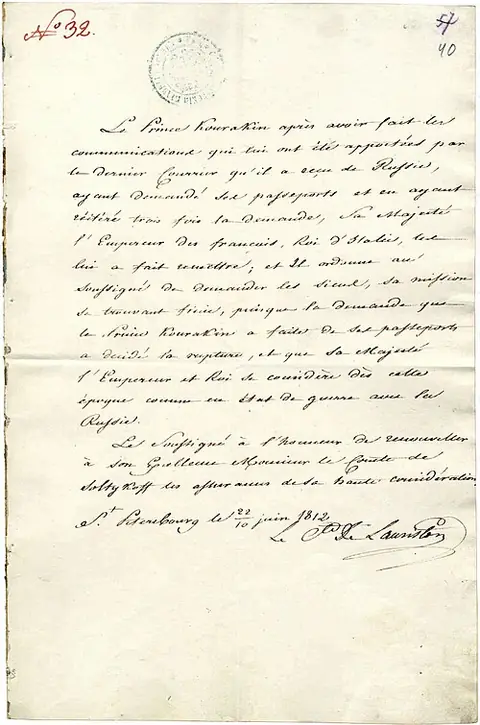 No 32.
40
Le Prince Kourakin après avoir fait les
communications qui lui ont été apportées par
le dernier Courrier qu'il a reçu de Russie,
ayant demandé ses passeports et en ayant
réitéré trois fois la demande, Sa Majesté
l'Empereur des français, Roi d'Italie, les
lui a fait remettre; et Il ordonne au
Soussigné de demander les siens, sa mission
se trouvant finie, puisque la demande que
le Prince Kourakin a faite de ses passeports
a décidé la rupture, et que Sa Majesté
l'Empereur et Roi se considère dès cette
époque comme en état de guerre avec la
Russie.
Le Soussigné a l'honneur de renouveller
à Son Excellence Monsieur le Comte de
Soltykoff les assurances de sa haute considération
St. Petersbourg le 22/10 juin 1812
Le Cte De Lauriston